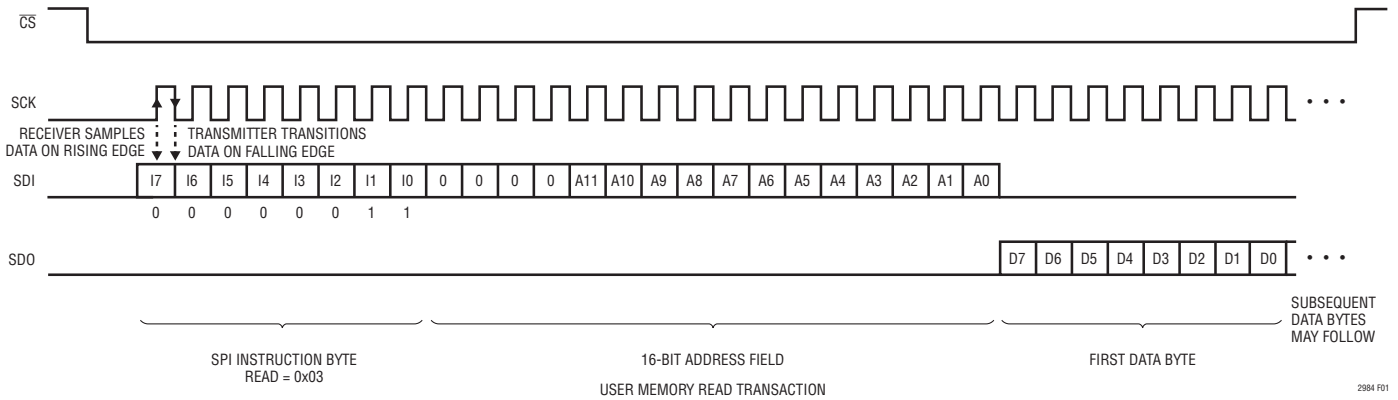 CS
SCK
• • •
RECEIVER SAMPLES
DATA ON RISING EDGE
TRANSMITTER TRANSITIONS
DATA ON FALLING EDGE
SDI
I7 I6 I5 I4 I3 I2 I1 I0 0 0 0 0 A11 A10 A9 A8 A7 A6 A5 A4 A3 A2 A1 A0
0 0 0 0 0 0 1 1
SDO
D7 D6 D5 D4 D3 D2 D1 D0
• • •
SPI INSTRUCTION BYTE
READ = 0x03
16-BIT ADDRESS FIELD
FIRST DATA BYTE
SUBSEQUENT
DATA BYTES
MAY FOLLOW
USER MEMORY READ TRANSACTION
2984 F01